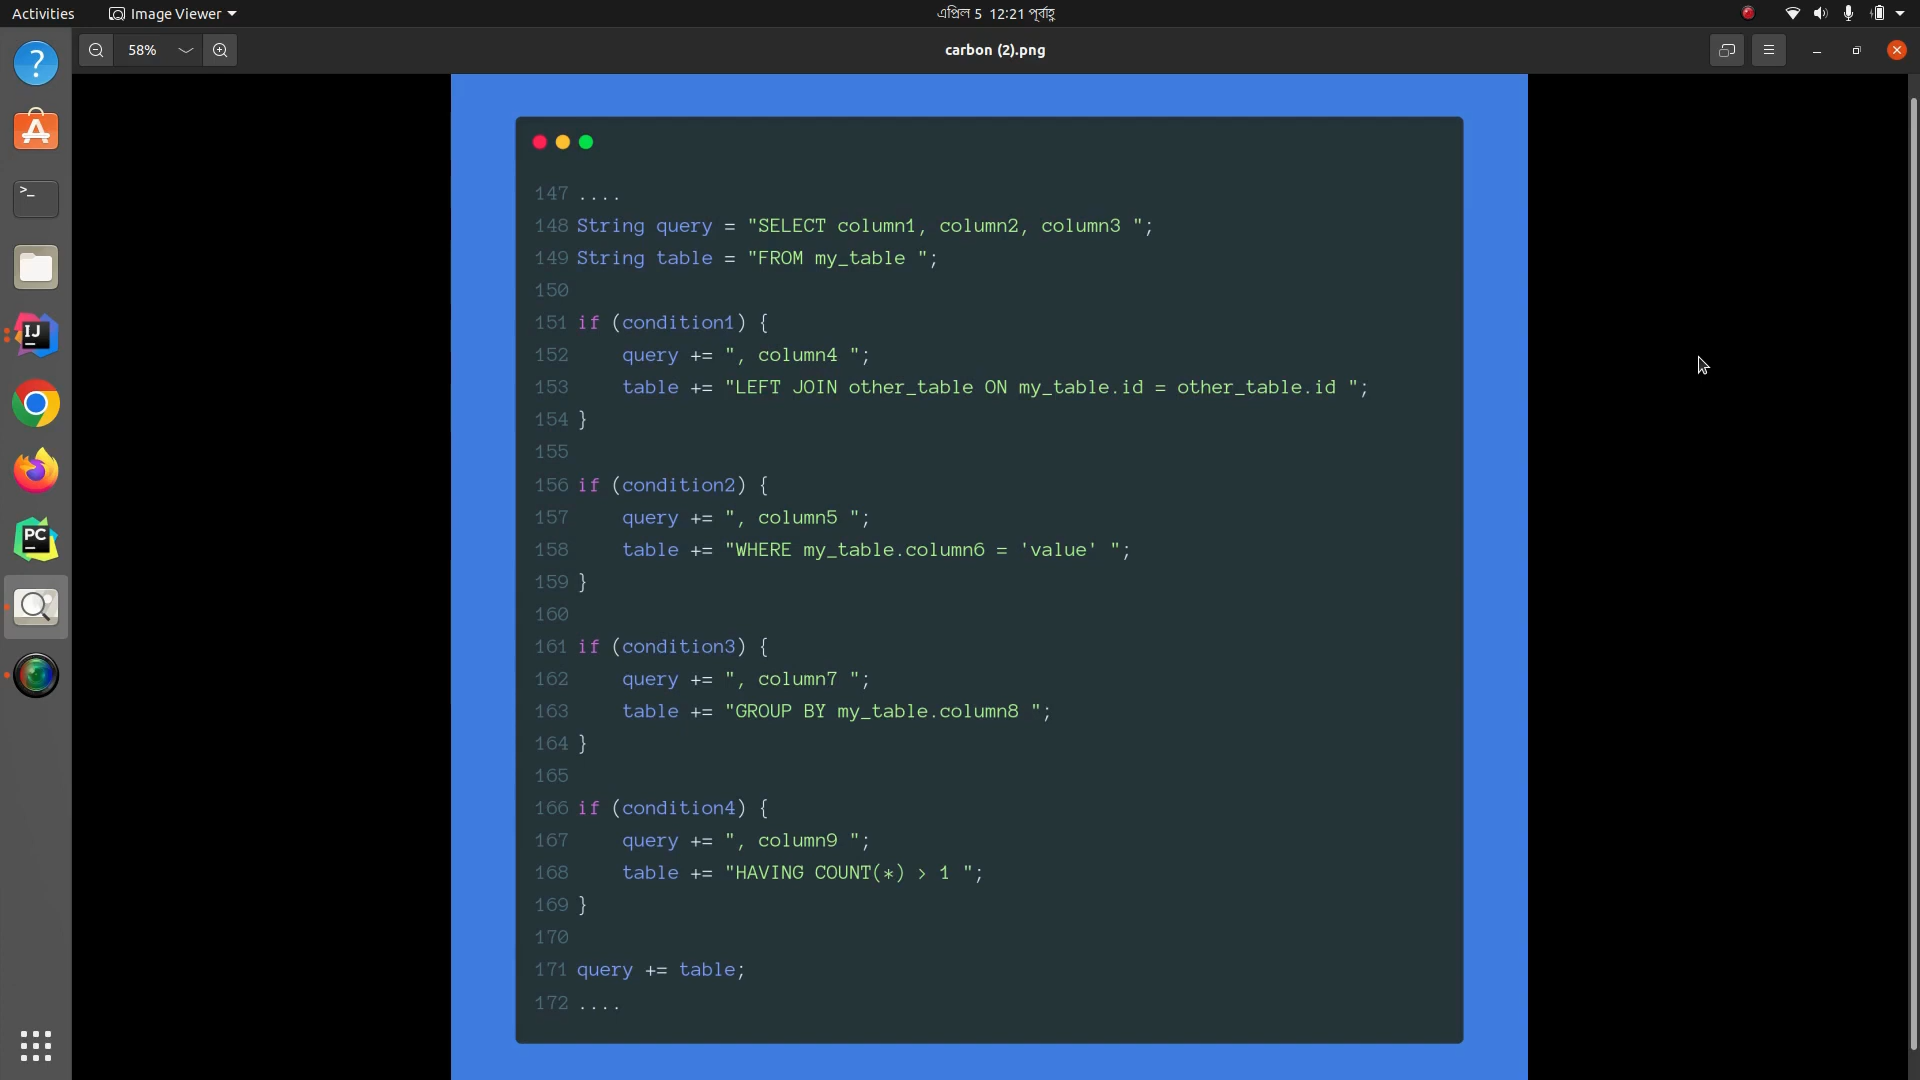 Activities Image Viewer এপ্রিল 5 12:21 পূর্বাহ্ণ
58% carbon (2).png
147 ....
148 String query = "SELECT column1, column2, column3 ";
149 String table = "FROM my_table ";
150
151 if (condition1) {
152 query += ", column4 ";
153 table += "LEFT JOIN other_table ON my_table.id = other_table.id ";
154 }
155
156 if (condition2) {
157 query += ", column5 ";
158 table += "WHERE my_table.column6 = 'value' ";
159 }
160
161 if (condition3) {
162 query += ", column7 ";
163 table += "GROUP BY my_table.column8 ";
164 }
165
166 if (condition4) {
167 query += ", column9 ";
168 table += "HAVING COUNT(*) > 1 ";
169 }
170
171 query += table;
172 ....
IJ
PC